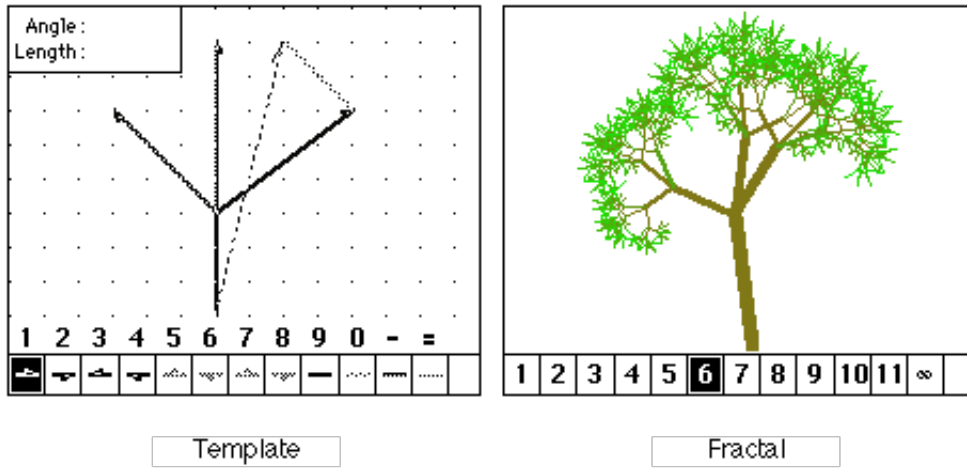 Angle:
Length:
1 2 3 4 5 6 7 8 9 0 - =
1 2 3 4 5 6 7 8 9 10 11 ∞
Template
Fractal